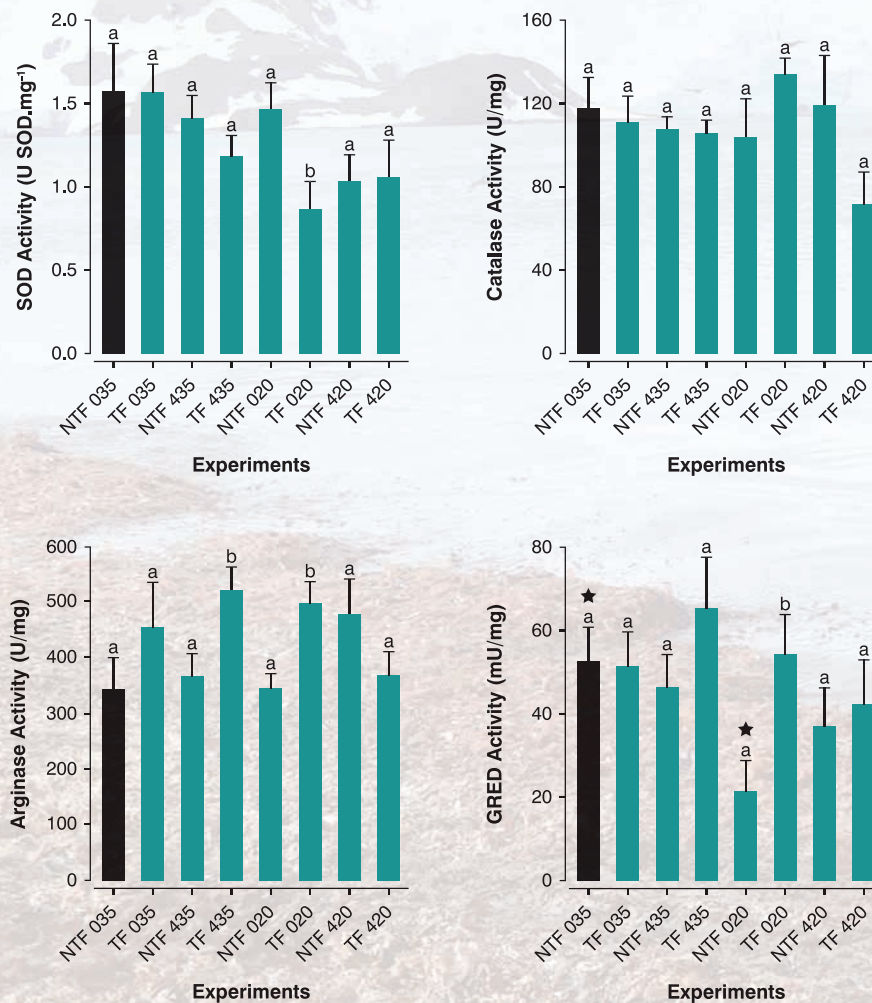 SOD Activity (U SOD.mg⁻¹)
2.0
1.5
1.0
0.5
0.0
a
a
a
a
a
b
a
a
NTF 035
TF 035
NTF 435
TF 435
NTF 020
TF 020
NTF 420
TF 420
Experiments
Catalase Activity (U/mg)
160
120
80
40
0
a
a
a
a
a
a
a
a
NTF 035
TF 035
NTF 435
TF 435
NTF 020
TF 020
NTF 420
TF 420
Experiments
Arginase Activity (U/mg)
600
500
400
300
200
100
0
a
a
a
b
a
b
a
a
NTF 035
TF 035
NTF 435
TF 435
NTF 020
TF 020
NTF 420
TF 420
Experiments
GRED Activity (mU/mg)
80
60
40
20
0
★
a
a
a
a
★
a
b
a
a
NTF 035
TF 035
NTF 435
TF 435
NTF 020
TF 020
NTF 420
TF 420
Experiments